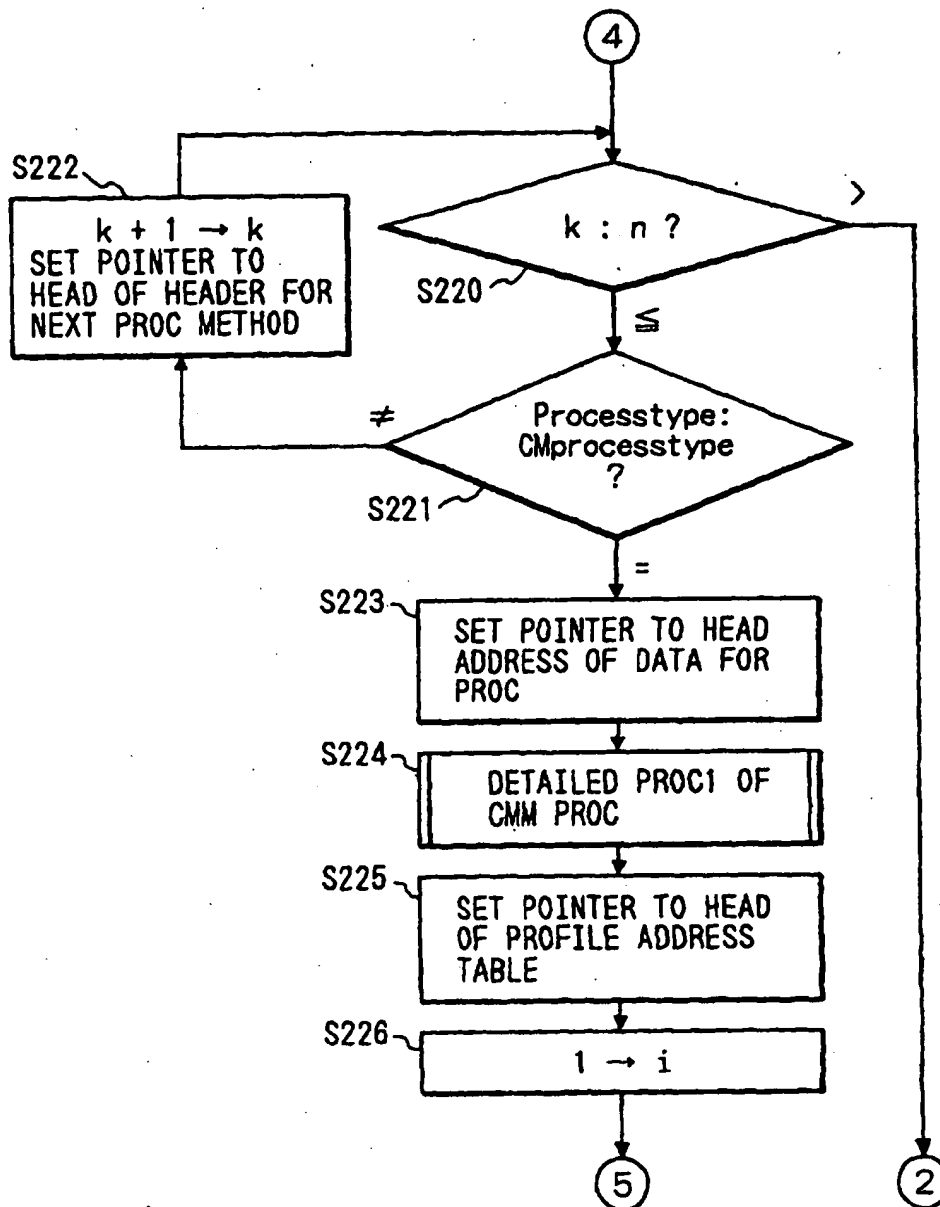 4
S222
k + 1 → k
SET POINTER TO
HEAD OF HEADER FOR
NEXT PROC METHOD
k : n ?
>
S220
≦
Processtype:
CMprocesstype
?
≠
S221
=
S223
SET POINTER TO HEAD
ADDRESS OF DATA FOR
PROC
S224
DETAILED PROC1 OF
CMM PROC
S225
SET POINTER TO HEAD
OF PROFILE ADDRESS
TABLE
S226
1 → i
5
2